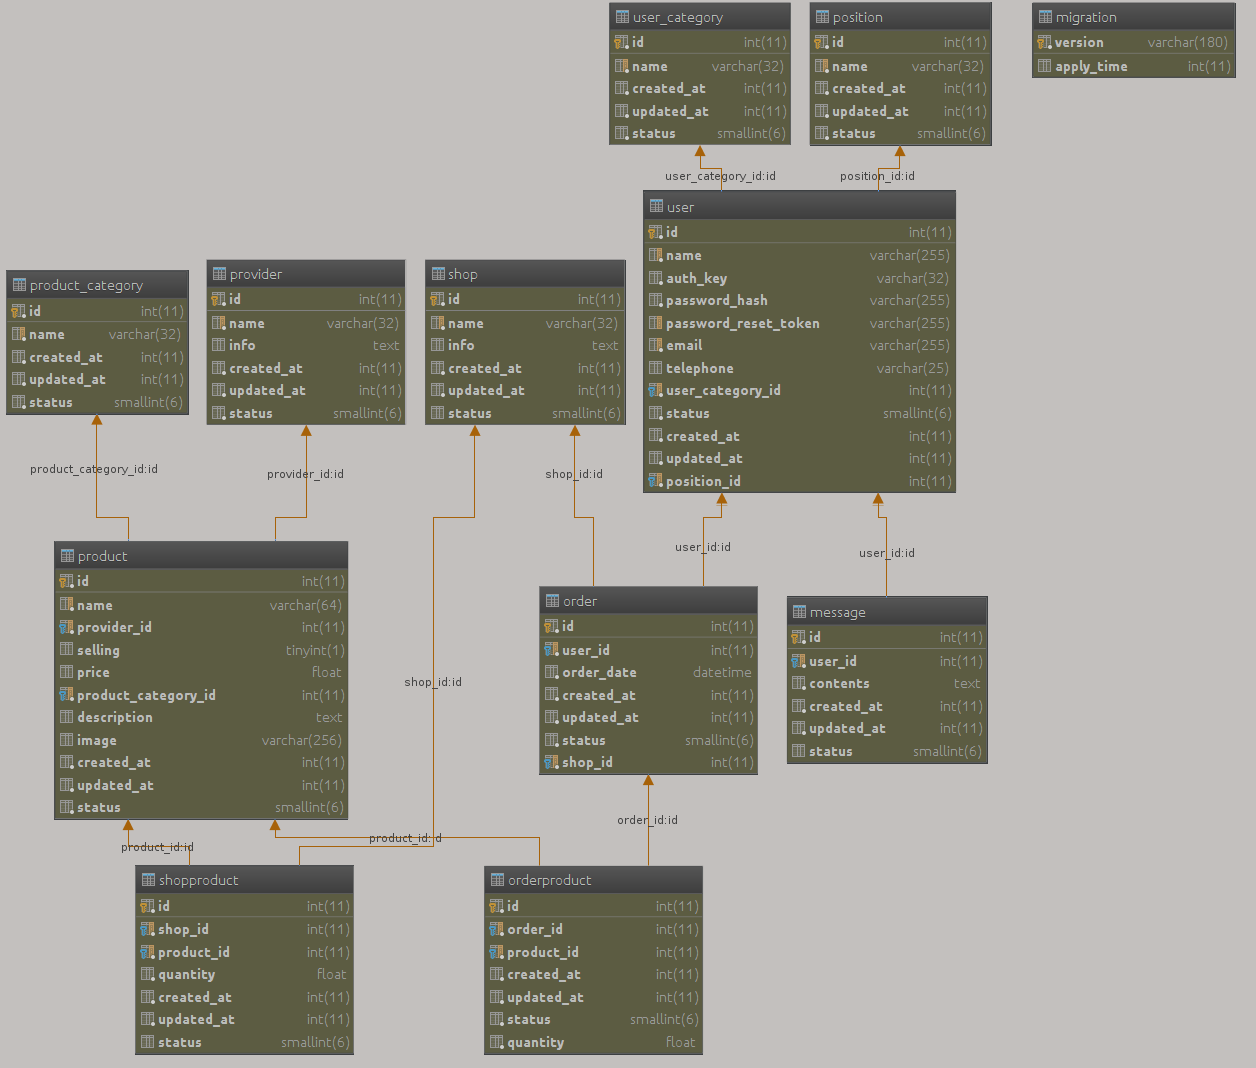 user_category
id int(11)
name varchar(32)
created_at int(11)
updated_at int(11)
status smallint(6)
position
id int(11)
name varchar(32)
created_at int(11)
updated_at int(11)
status smallint(6)
migration
version varchar(180)
apply_time int(11)
user_category_id:id
position_id:id
user
id int(11)
name varchar(255)
auth_key varchar(32)
password_hash varchar(255)
password_reset_token varchar(255)
email varchar(255)
telephone varchar(25)
user_category_id int(11)
status smallint(6)
created_at int(11)
updated_at int(11)
position_id int(11)
product_category
id int(11)
name varchar(32)
created_at int(11)
updated_at int(11)
status smallint(6)
provider
id int(11)
name varchar(32)
info text
created_at int(11)
updated_at int(11)
status smallint(6)
shop
id int(11)
name varchar(32)
info text
created_at int(11)
updated_at int(11)
status smallint(6)
product_category_id:id
provider_id:id
shop_id:id
user_id:id
user_id:id
product
id int(11)
name varchar(64)
provider_id int(11)
selling tinyint(1)
price float
product_category_id int(11)
description text
image varchar(256)
created_at int(11)
updated_at int(11)
status smallint(6)
shop_id:id
order
id int(11)
user_id int(11)
order_date datetime
created_at int(11)
updated_at int(11)
status smallint(6)
shop_id int(11)
message
id int(11)
user_id int(11)
contents text
created_at int(11)
updated_at int(11)
status smallint(6)
product_id:id
product_id:id
order_id:id
shopproduct
id int(11)
shop_id int(11)
product_id int(11)
quantity float
created_at int(11)
updated_at int(11)
status smallint(6)
orderproduct
id int(11)
order_id int(11)
product_id int(11)
created_at int(11)
updated_at int(11)
status smallint(6)
quantity float